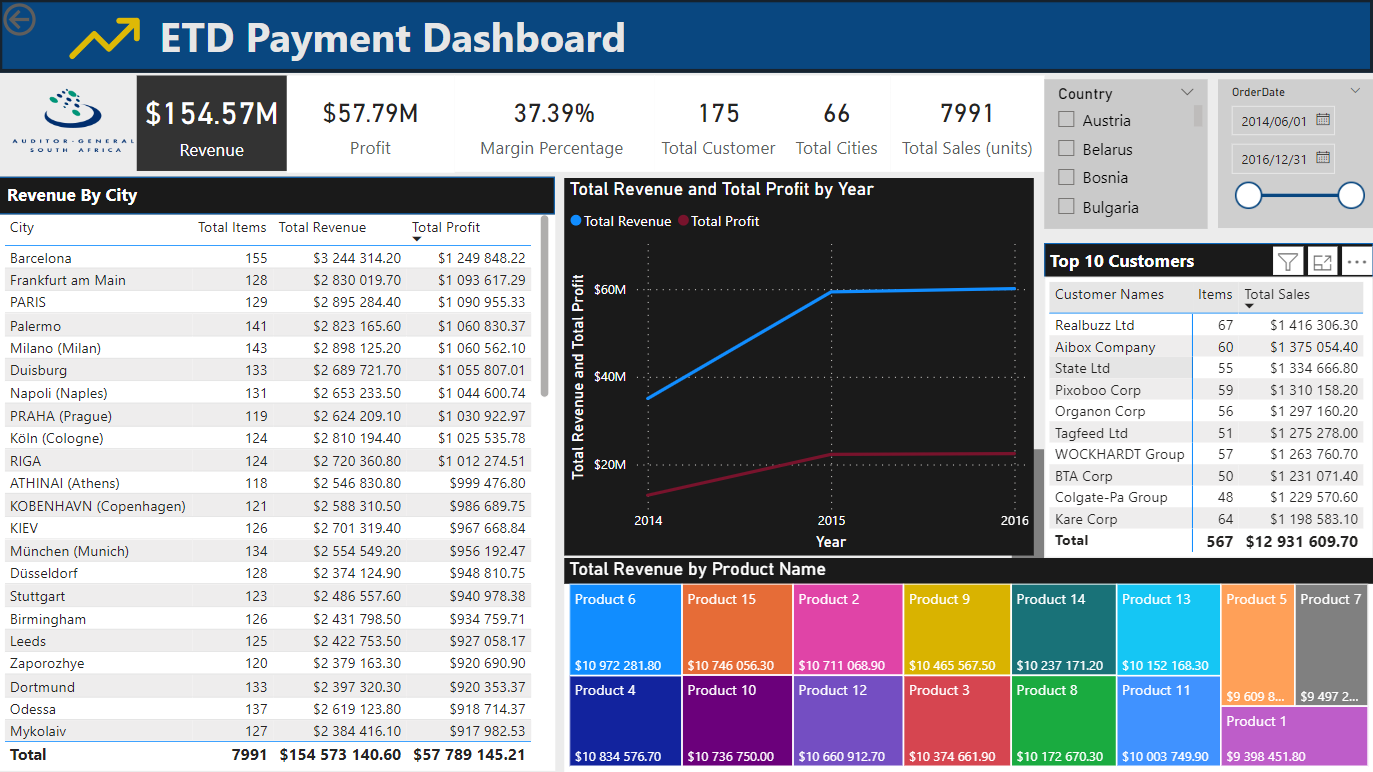 ETD Payment Dashboard
AUDITOR-GENERAL
SOUTH AFRICA
$154.57M
Revenue
$57.79M
Profit
37.39%
Margin Percentage
175
Total Customer
66
Total Cities
7991
Total Sales (units)
Country
Austria
Belarus
Bosnia
Bulgaria
OrderDate
2014/06/01
2016/12/31
Revenue By City
City Total Items Total Revenue Total Profit
Barcelona 155 $3 244 314.20 $1 249 848.22
Frankfurt am Main 128 $2 830 019.70 $1 093 617.29
PARIS 129 $2 895 284.40 $1 090 955.33
Palermo 141 $2 823 165.60 $1 060 830.37
Milano (Milan) 143 $2 898 125.20 $1 060 562.10
Duisburg 133 $2 689 721.70 $1 055 807.01
Napoli (Naples) 131 $2 653 233.50 $1 044 600.74
PRAHA (Prague) 119 $2 624 209.10 $1 030 922.97
Köln (Cologne) 124 $2 810 194.40 $1 025 535.78
RIGA 124 $2 720 360.80 $1 012 274.51
ATHINAI (Athens) 118 $2 546 830.80 $999 476.80
KOBENHAVN (Copenhagen) 121 $2 588 310.50 $986 689.75
KIEV 126 $2 701 319.40 $967 668.84
München (Munich) 134 $2 554 549.20 $956 192.47
Düsseldorf 128 $2 374 124.90 $948 810.75
Stuttgart 123 $2 486 557.60 $940 978.38
Birmingham 126 $2 431 798.50 $934 759.71
Leeds 125 $2 422 753.50 $927 058.17
Zaporozhye 120 $2 379 163.30 $920 690.90
Dortmund 133 $2 397 320.30 $920 353.37
Odessa 137 $2 619 123.80 $918 714.37
Mykolaiv 127 $2 384 416.10 $917 982.53
Total 7991 $154 573 140.60 $57 789 145.21
Total Revenue and Total Profit by Year
Total Revenue Total Profit
Total Revenue and Total Profit
$60M
$40M
$20M
2014 2015 2016
Year
Top 10 Customers
Customer Names Items Total Sales
Realbuzz Ltd 67 $1 416 306.30
Aibox Company 60 $1 375 054.40
State Ltd 55 $1 334 666.80
Pixoboo Corp 59 $1 310 158.20
Organon Corp 56 $1 297 160.20
Tagfeed Ltd 51 $1 275 278.00
WOCKHARDT Group 57 $1 263 760.70
BTA Corp 50 $1 231 071.40
Colgate-Pa Group 48 $1 229 570.60
Kare Corp 64 $1 198 583.10
Total 567 $12 931 609.70
Total Revenue by Product Name
Product 6 Product 15 Product 2 Product 9 Product 14 Product 13 Product 5 Product 7
$10 972 281.80 $10 746 056.30 $10 711 068.90 $10 465 567.50 $10 237 171.20 $10 152 168.30
Product 4 Product 10 Product 12 Product 3 Product 8 Product 11 $9 609 8... $9 497 2...
Product 1
$10 834 576.70 $10 736 750.00 $10 660 912.70 $10 374 661.90 $10 172 670.30 $10 003 749.90 $9 398 451.80